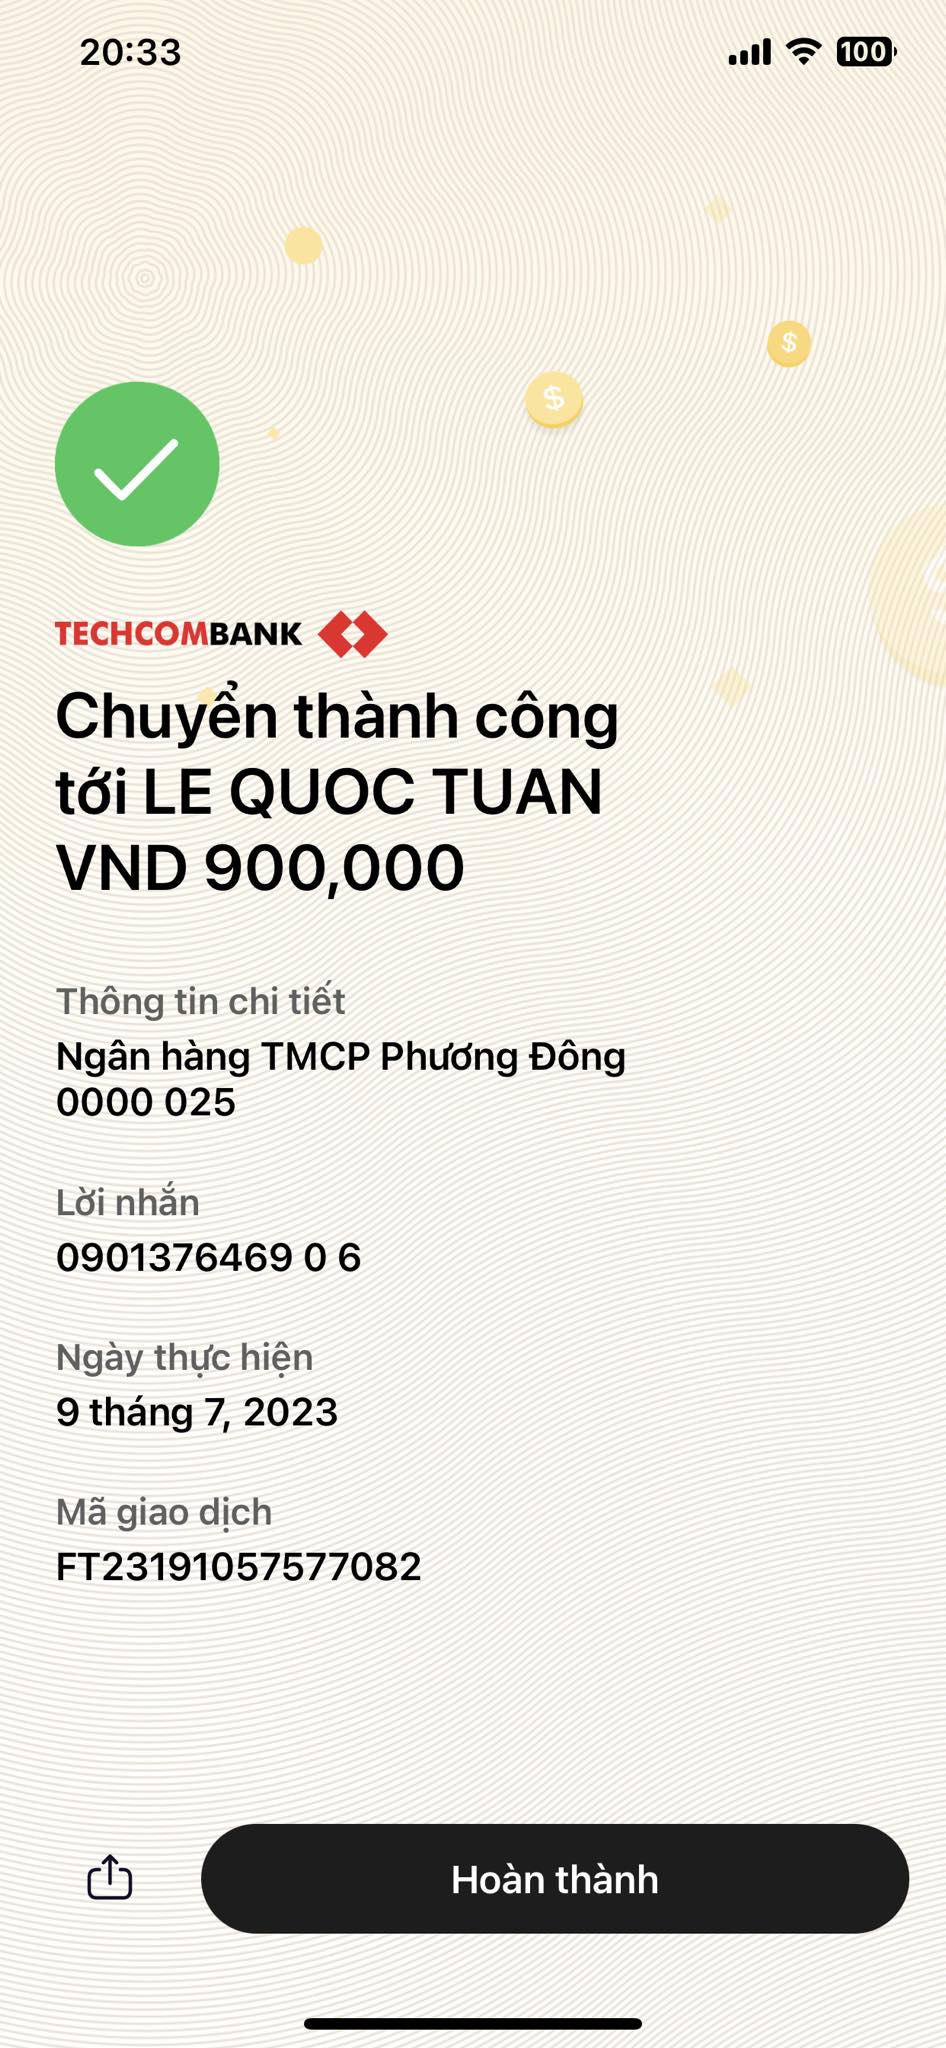 20:33
100
$
$
$
TECHCOMBANK
Chuyển thành công
tới LE QUOC TUAN
VND 900,000
Thông tin chi tiết
Ngân hàng TMCP Phương Đông
0000 025
Lời nhắn
0901376469 0 6
Ngày thực hiện
9 tháng 7, 2023
Mã giao dịch
FT23191057577082
Hoàn thành